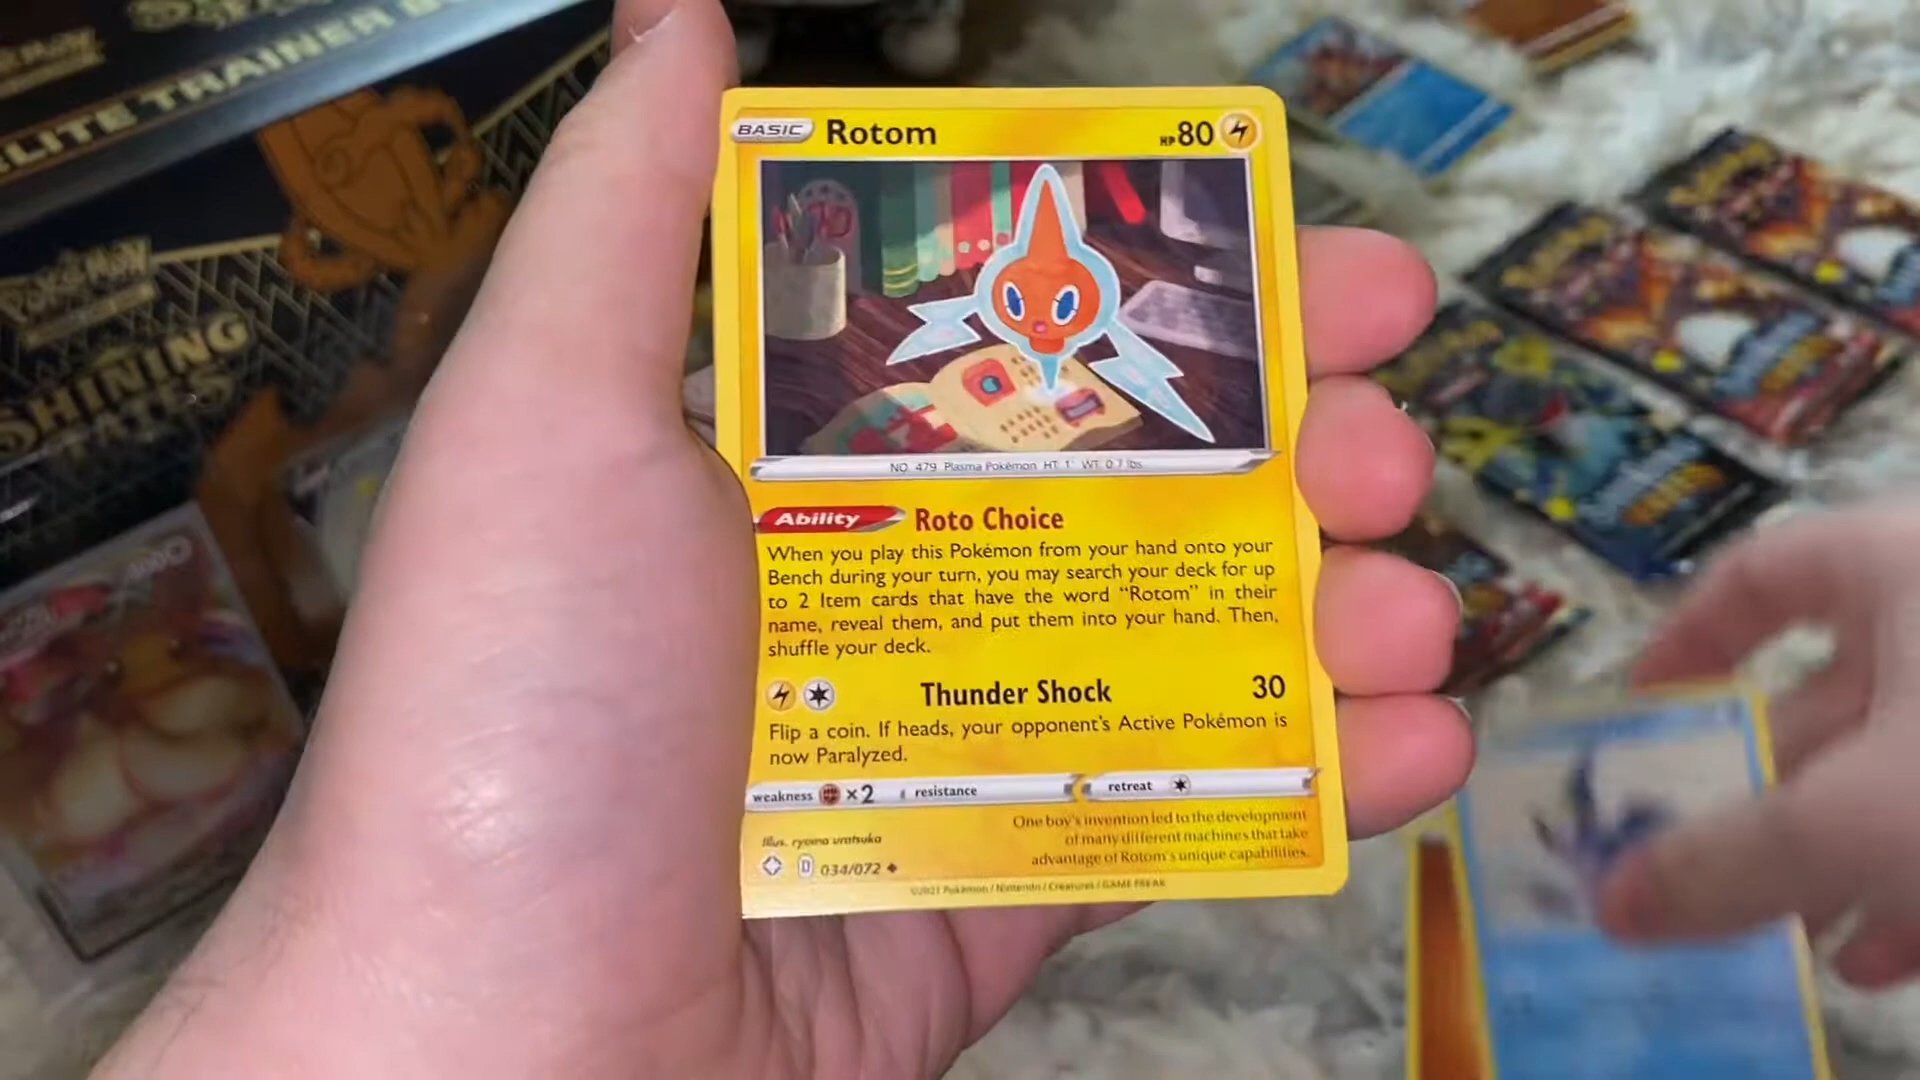 ELITE TRAINER
POKÉMON
SHINING
FATES
BASIC Rotom HP 80
NO. 479 Plasma Pokémon HT: 1' WT: 0.7 lbs.
Ability Roto Choice
When you play this Pokémon from your hand onto your
Bench during your turn, you may search your deck for up
to 2 Item cards that have the word “Rotom” in their
name, reveal them, and put them into your hand. Then,
shuffle your deck.
Thunder Shock 30
Flip a coin. If heads, your opponent's Active Pokémon is
now Paralyzed.
weakness ×2 resistance retreat
Illus. ryoma uratsuka
One boy's invention led to the development
of many different machines that take
advantage of Rotom's unique capabilities.
D 034/072
©2021 Pokémon / Nintendo / Creatures / GAME FREAK